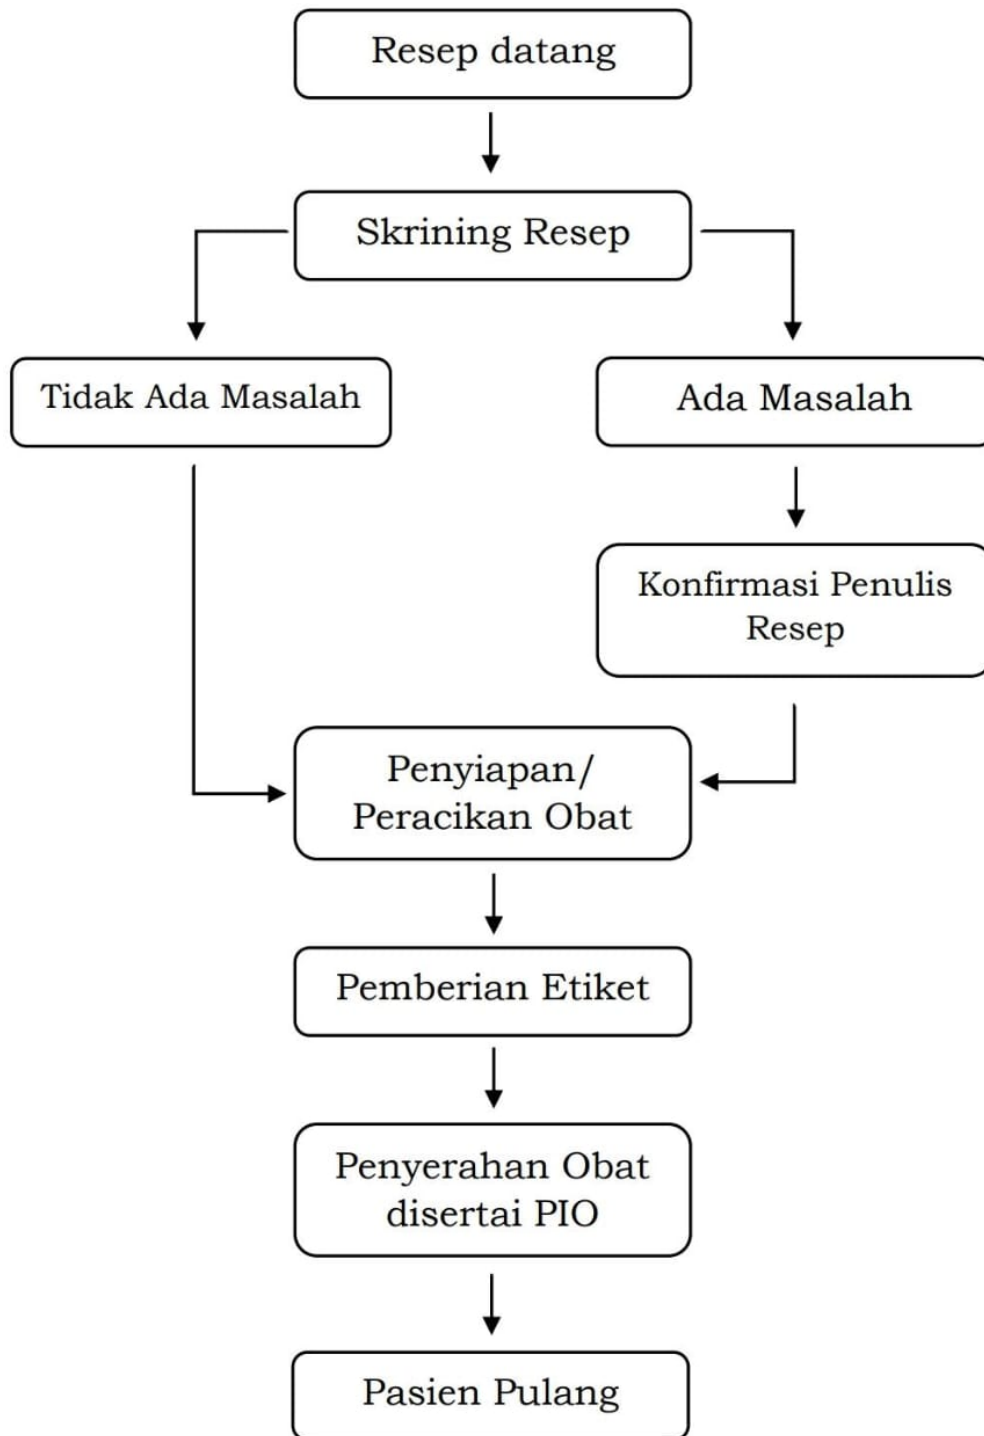 Resep datang
Skrining Resep
Tidak Ada Masalah
Ada Masalah
Konfirmasi Penulis
Resep
Penyiapan/
Peracikan Obat
Pemberian Etiket
Penyerahan Obat
disertai PIO
Pasien Pulang